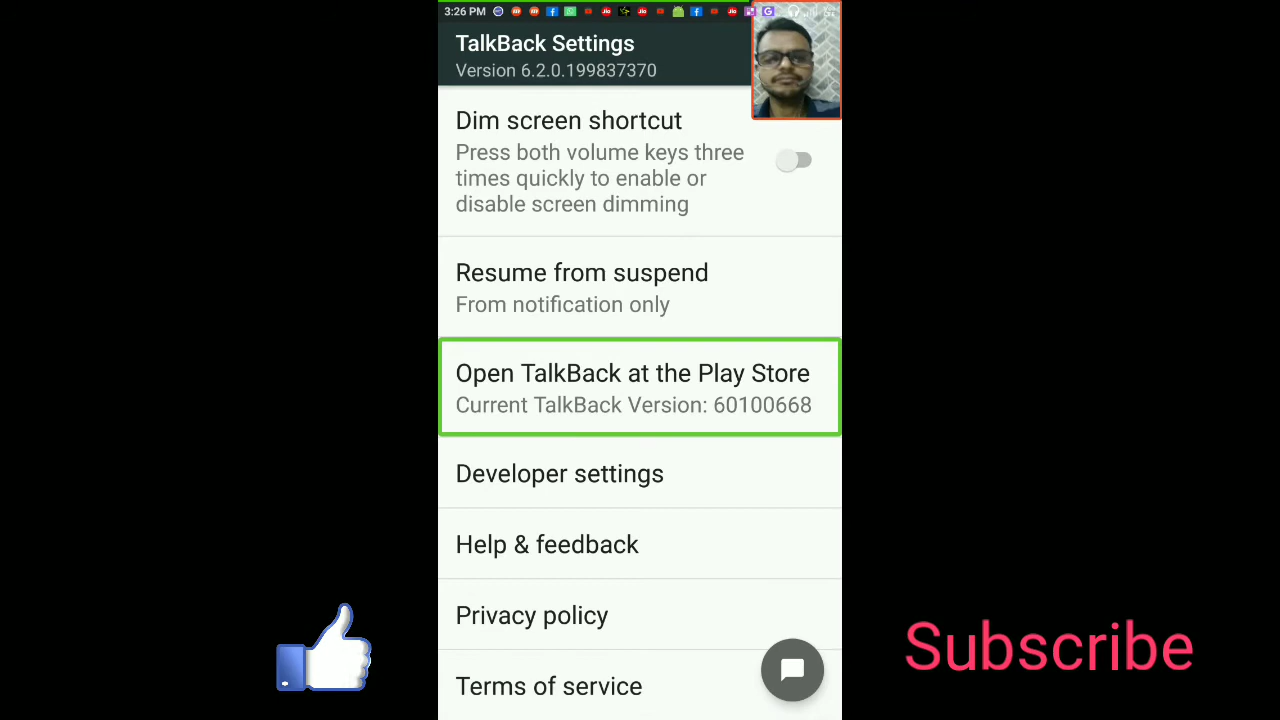 3:26 PM
TalkBack Settings
Version 6.2.0.199837370
Dim screen shortcut
Press both volume keys three
times quickly to enable or
disable screen dimming
Resume from suspend
From notification only
Open TalkBack at the Play Store
Current TalkBack Version: 60100668
Developer settings
Help & feedback
Privacy policy
Terms of service
Subscribe